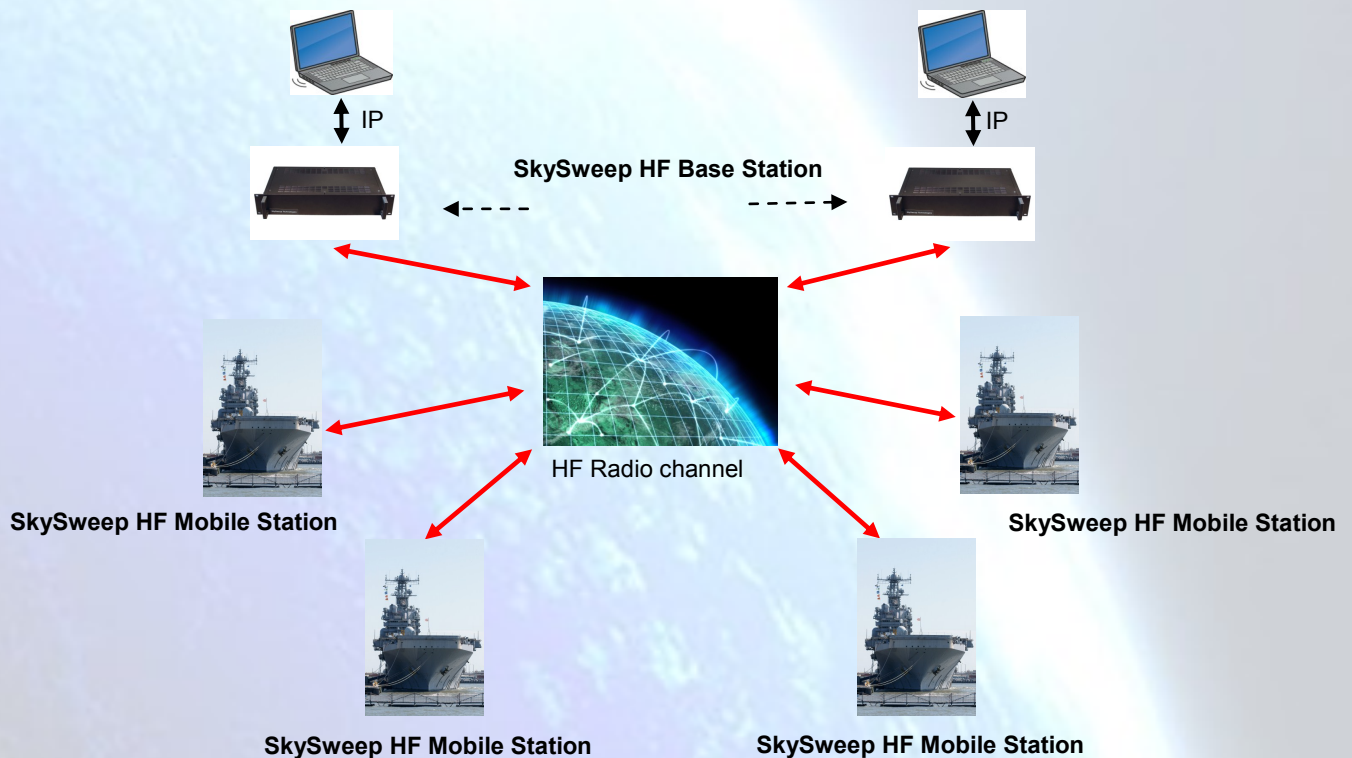 IP
IP
SkySweep HF Base Station
HF Radio channel
SkySweep HF Mobile Station
SkySweep HF Mobile Station
SkySweep HF Mobile Station
SkySweep HF Mobile Station